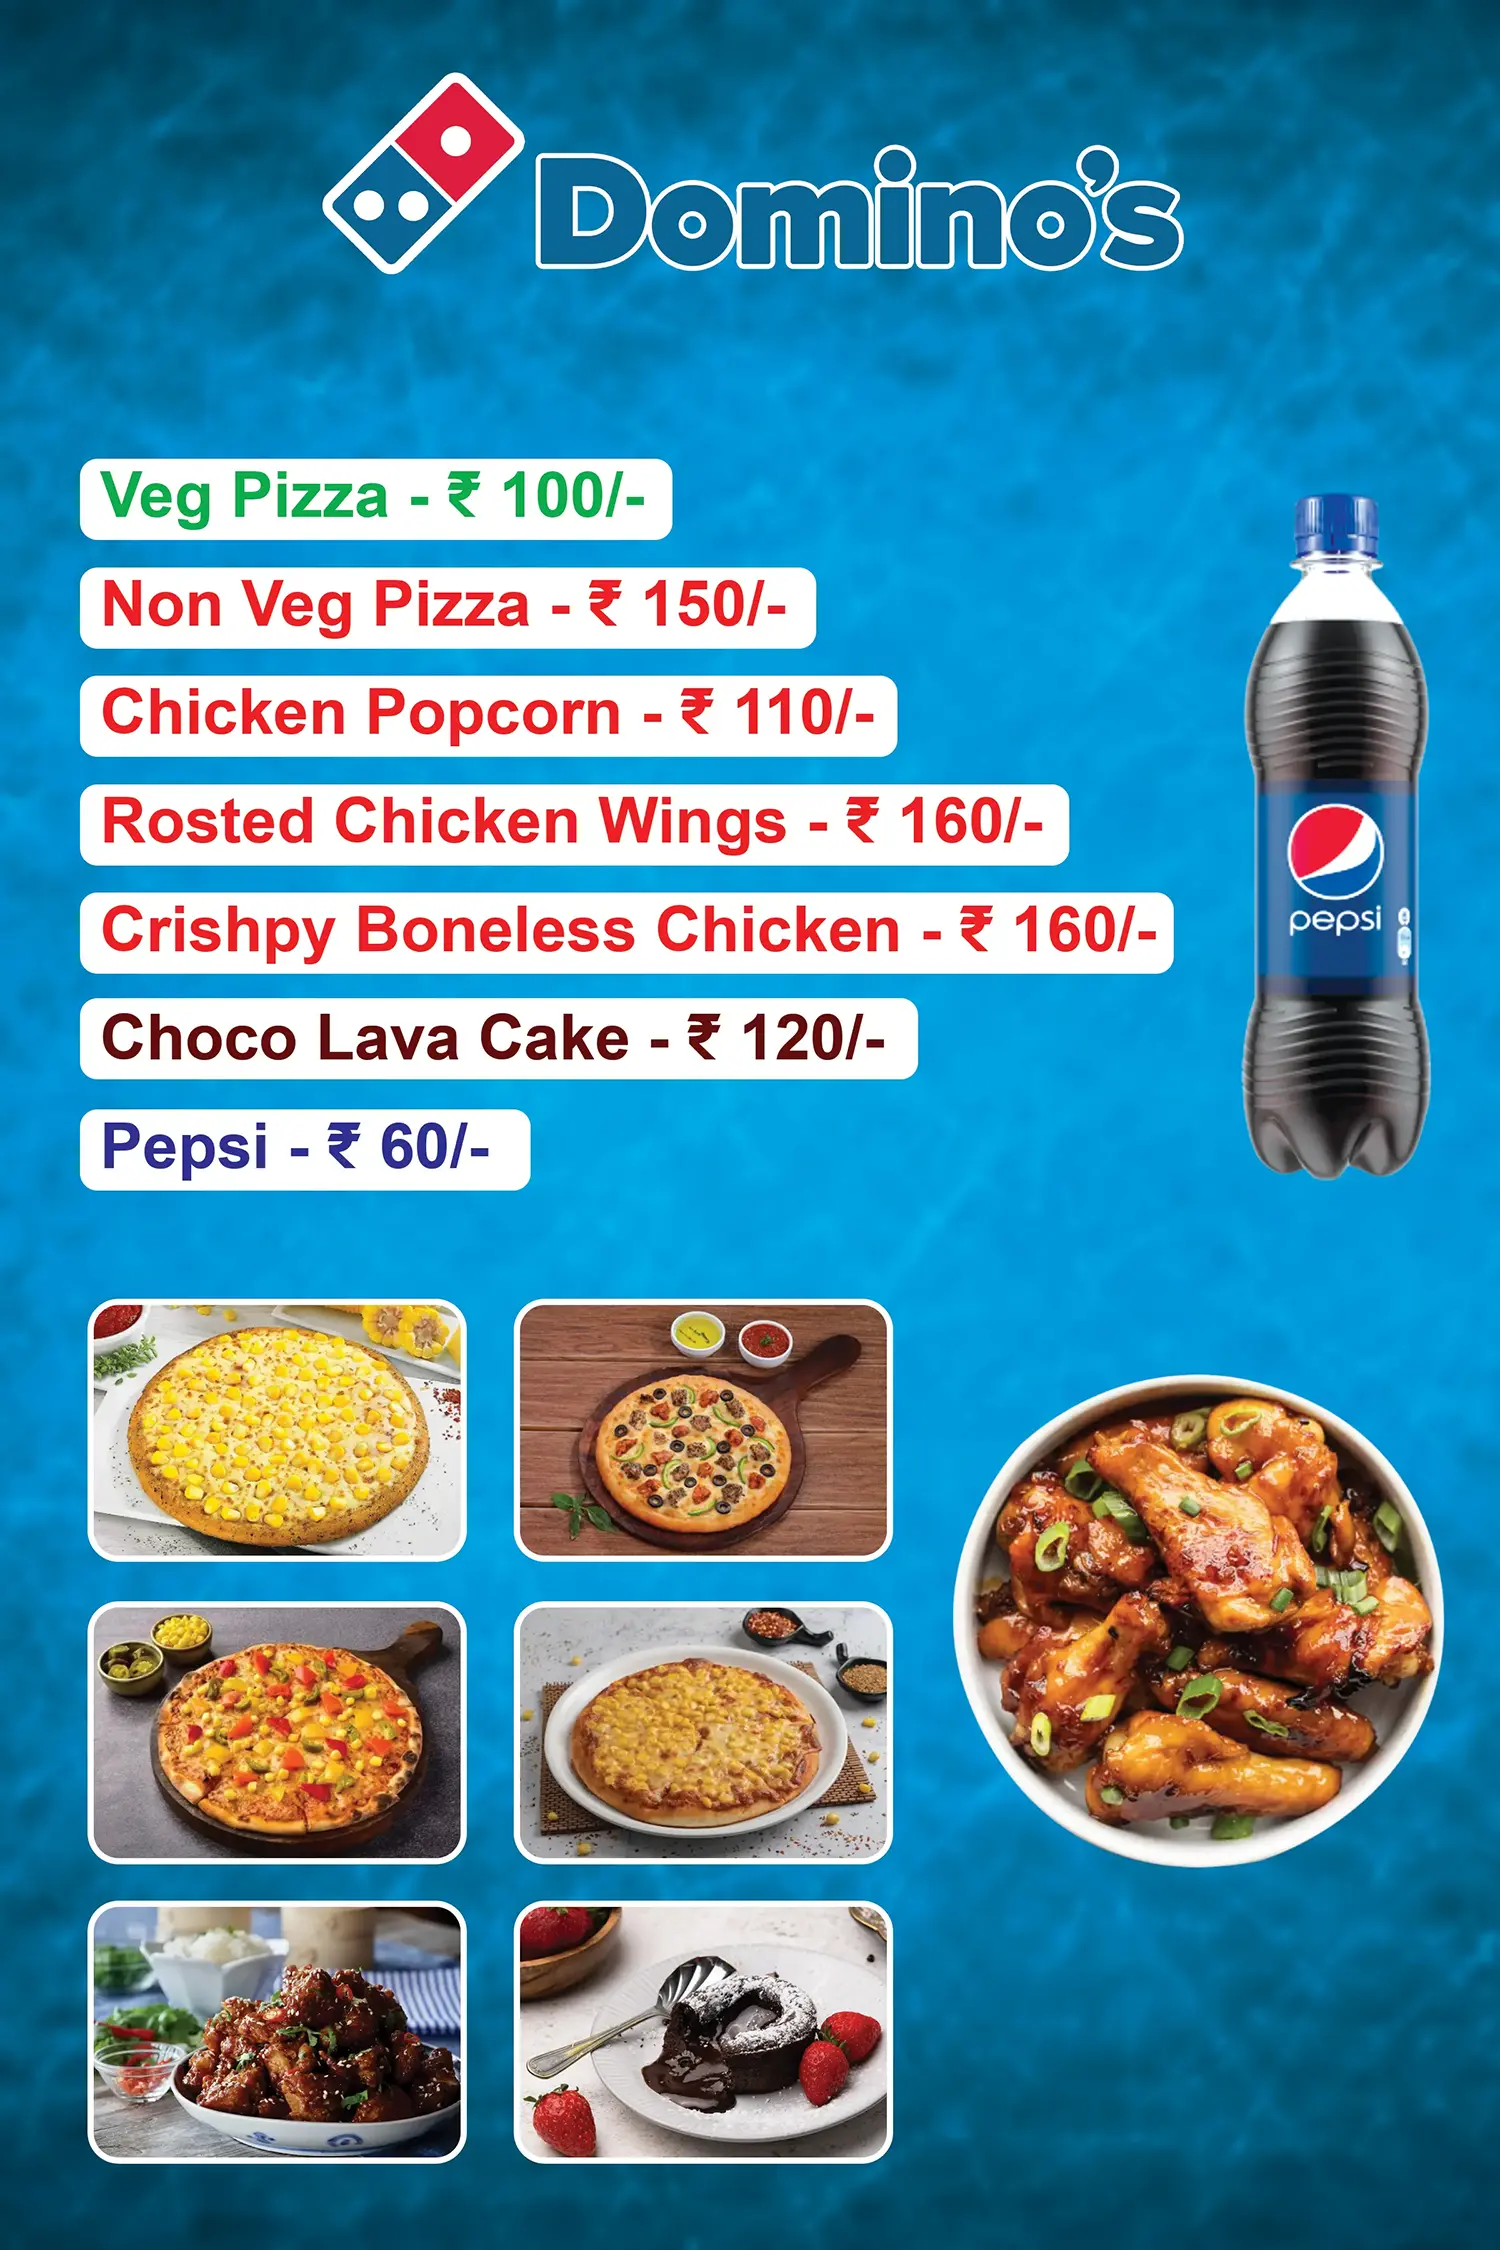 Domino's
Veg Pizza - ₹ 100/-
Non Veg Pizza - ₹ 150/-
Chicken Popcorn - ₹ 110/-
Rosted Chicken Wings - ₹ 160/-
Crishpy Boneless Chicken - ₹ 160/-
Choco Lava Cake - ₹ 120/-
Pepsi - ₹ 60/-
pepsi